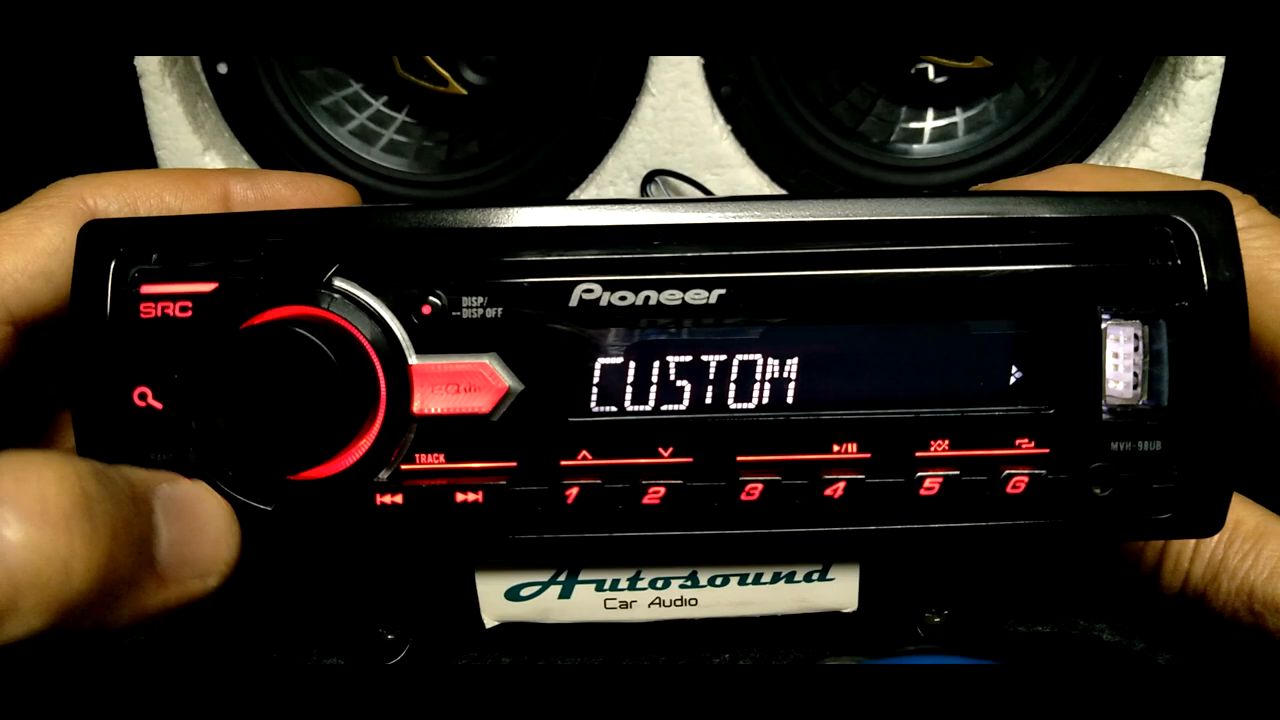 Pioneer
DISP/
DISP OFF
SRC
CUSTOM
MVH-98UB
TRACK
1 2 3 4 5 6
Autosound
Car Audio